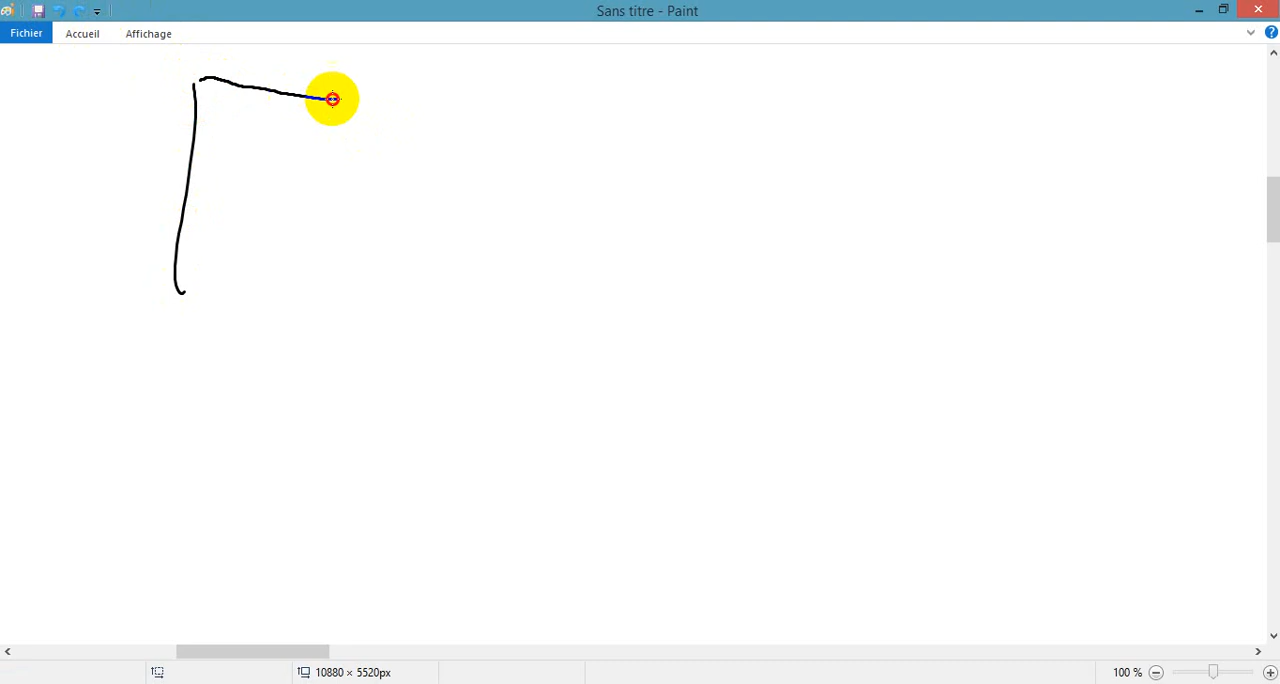 Sans titre - Paint
Fichier Accueil Affichage
10880 × 5520px 100 %